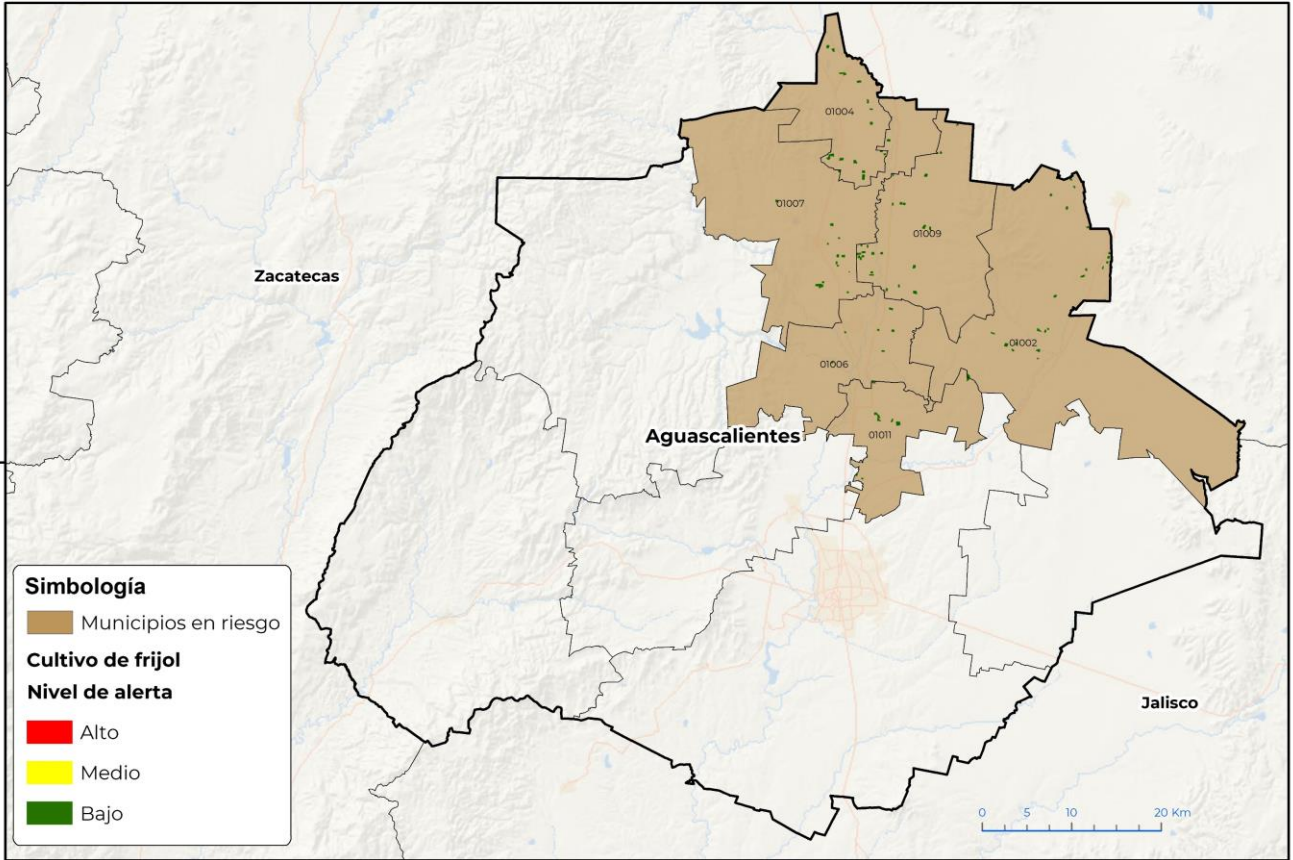 01004
01007
01009
Zacatecas
01002
01006
Aguascalientes
01011
Simbología
Municipios en riesgo
Cultivo de frijol
Nivel de alerta
Alto
Medio
Bajo
Jalisco
0 5 10 20 Km